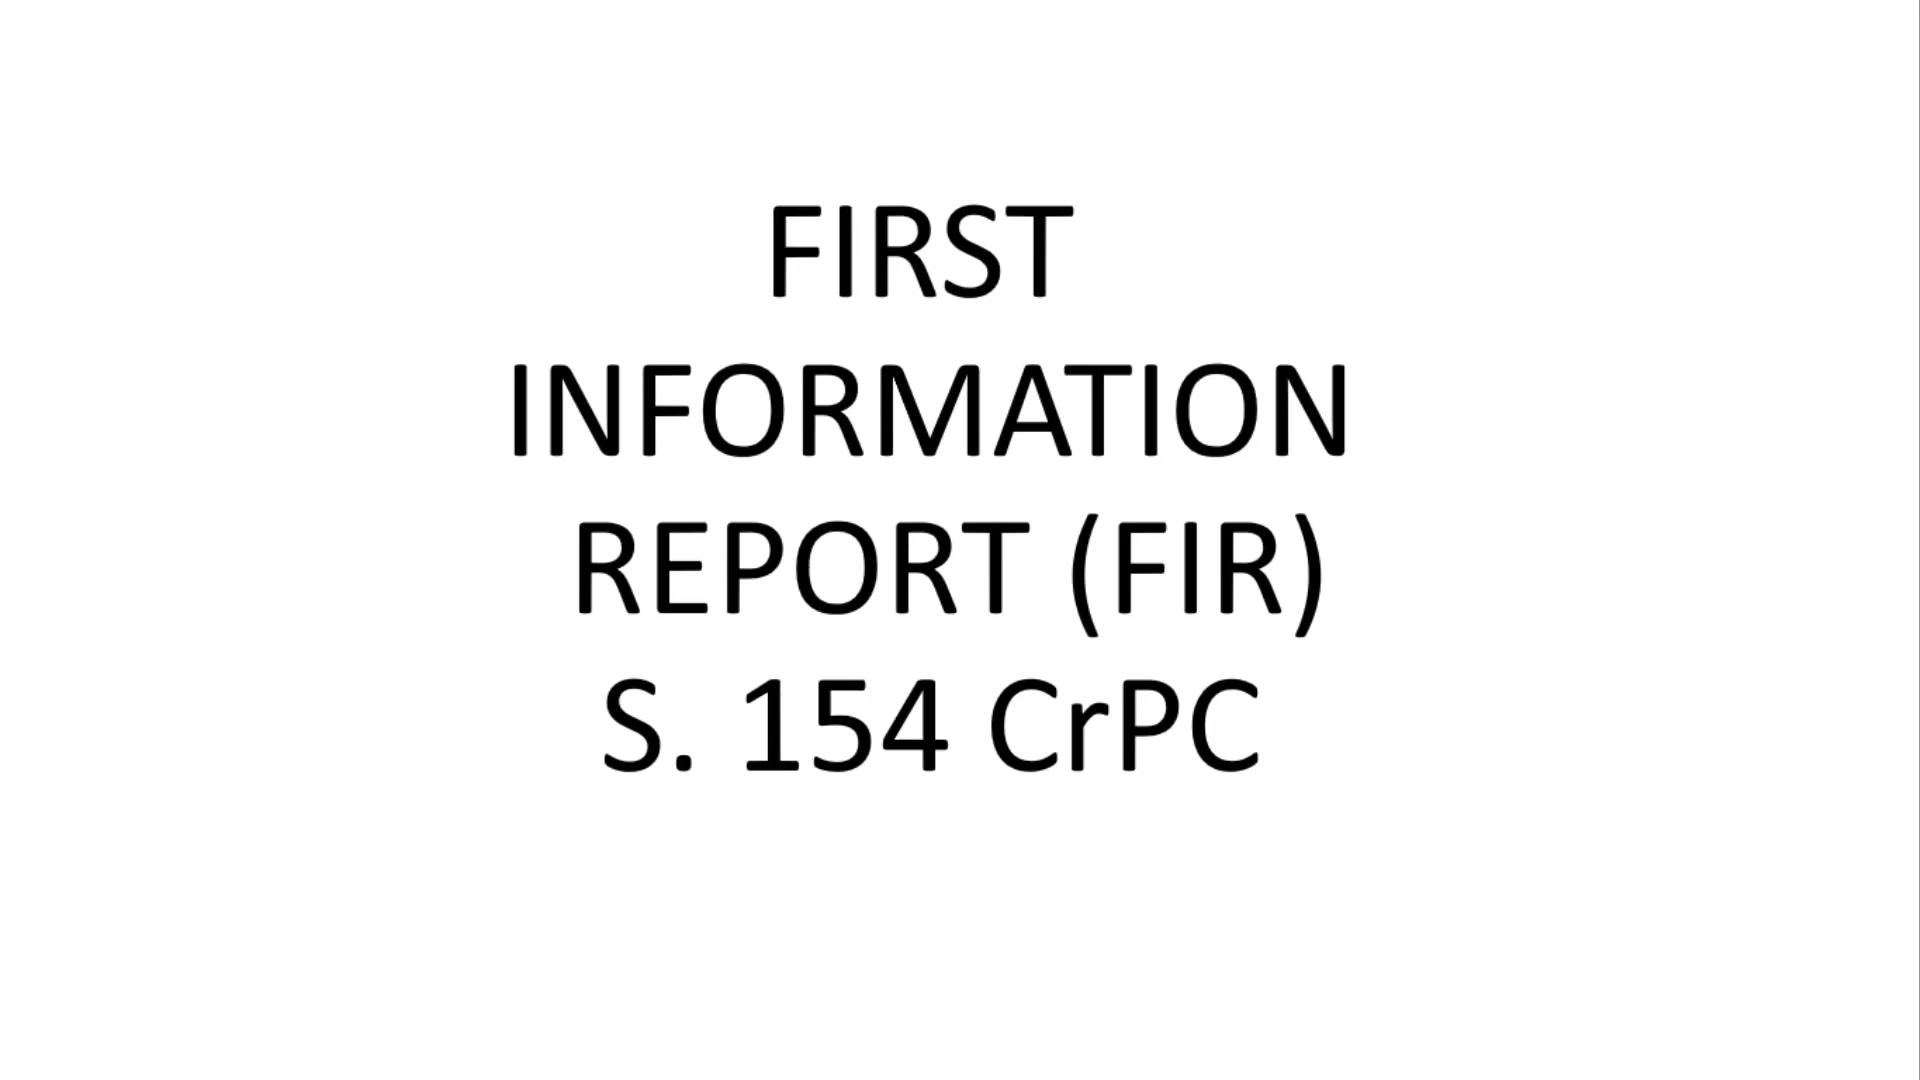 FIRST
INFORMATION
REPORT (FIR)
S. 154 CrPC